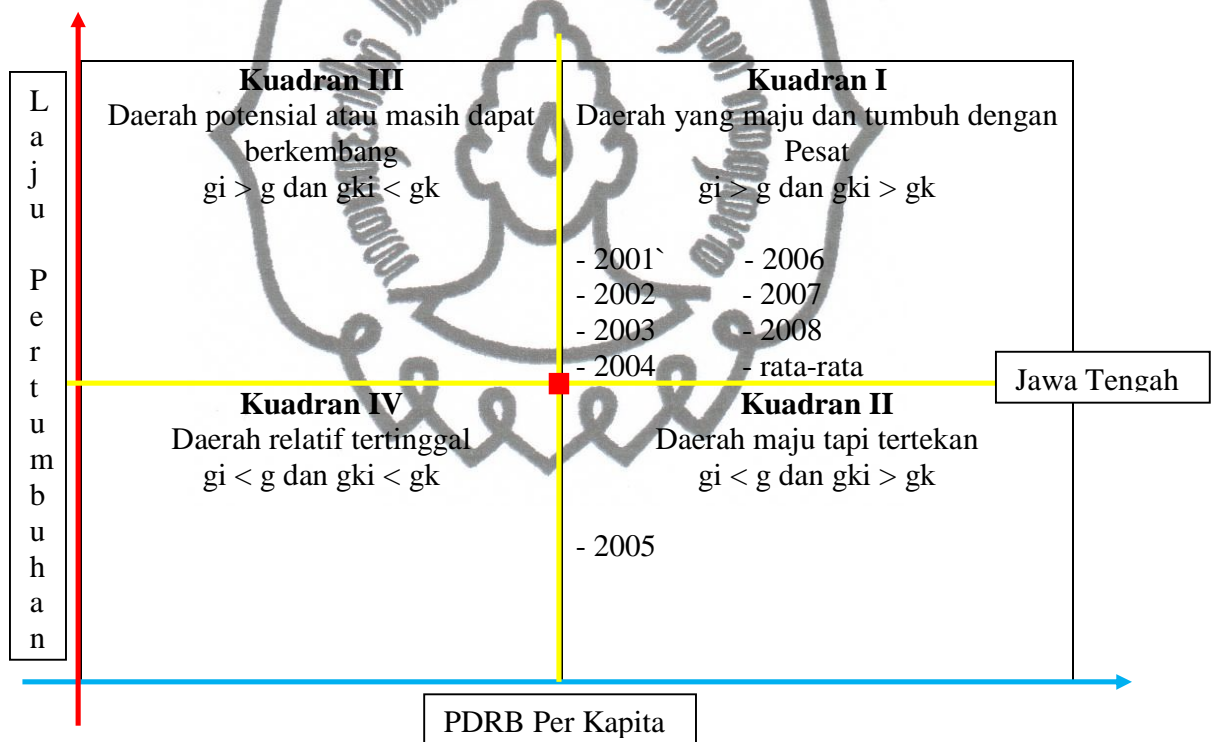 Laju Pertumbuhan
Kuadran III
Daerah potensial atau masih dapat
berkembang
gi > g dan gki < gk
Kuadran I
Daerah yang maju dan tumbuh dengan
Pesat
gi > g dan gki > gk
- 2001` - 2006
- 2002 - 2007
- 2003 - 2008
- 2004 - rata-rata
Jawa Tengah
Kuadran IV
Daerah relatif tertinggal
gi < g dan gki < gk
Kuadran II
Daerah maju tapi tertekan
gi < g dan gki > gk
- 2005
PDRB Per Kapita